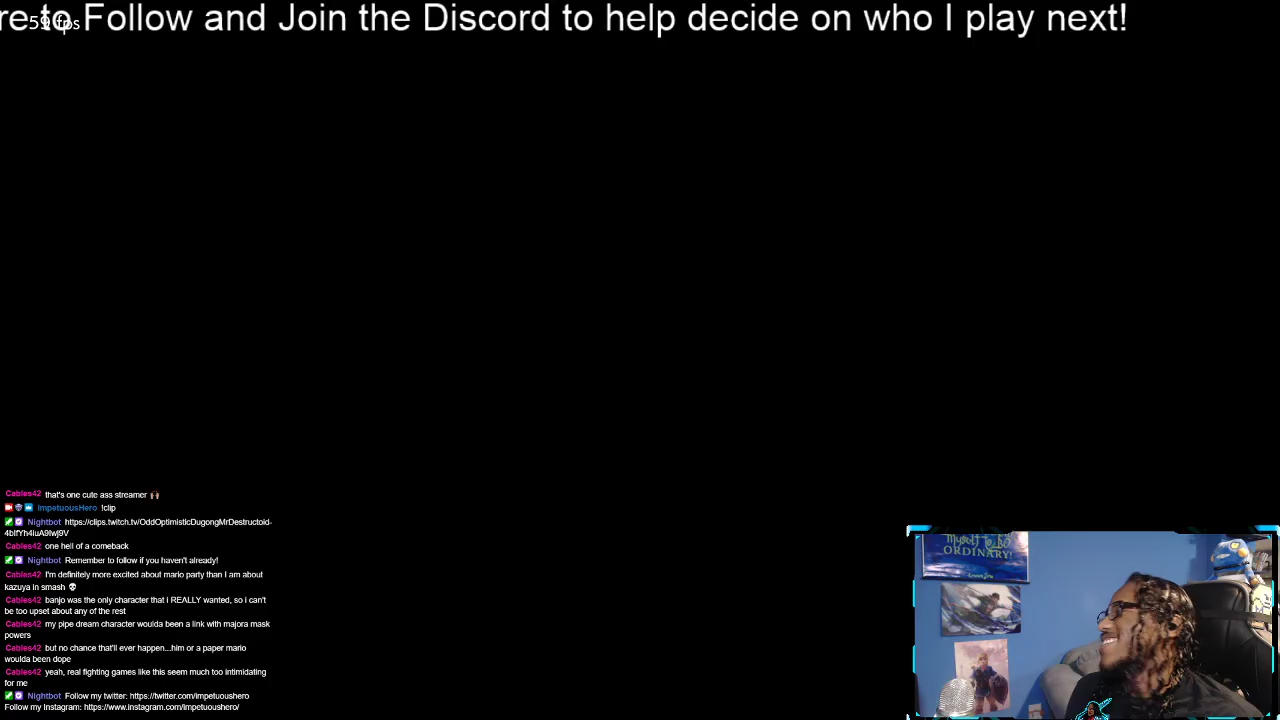 re to Follow and Join the Discord to help decide on who I play next!
59 fps
Cables42 that's one cute ass streamer
ImpetuousHero !clip
Nightbot https://clips.twitch.tv/OddOptimisticDugongMrDestructoid-
Cables42 one hell of a comeback
Nightbot Remember to follow if you haven't already!
Cables42 I'm definitely more excited about mario party than I am about
kazuya in smash 💀
Cables42 banjo was the only character that i REALLY wanted, so i can't
be too upset about any of the rest
Cables42 my pipe dream character woulda been a link with majora mask
powers
Cables42 but no chance that'll ever happen...him or a paper mario
woulda been dope
Cables42 yeah, real fighting games like this seem much too intimidating
for me
Nightbot Follow my twitter: https://twitter.com/impetuoushero
Follow my Instagram: https://www.instagram.com/impetuoushero/
Myself To Be
ORDINARY!